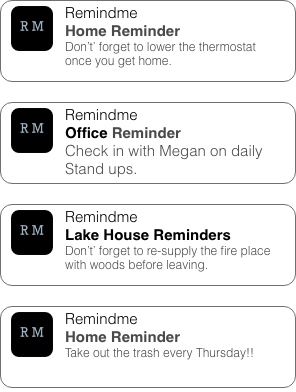 RM
Remindme
Home Reminder
Don't' forget to lower the thermostat
once you get home.
RM
Remindme
Office Reminder
Check in with Megan on daily
Stand ups.
RM
Remindme
Lake House Reminders
Don't' forget to re-supply the fire place
with woods before leaving.
RM
Remindme
Home Reminder
Take out the trash every Thursday!!